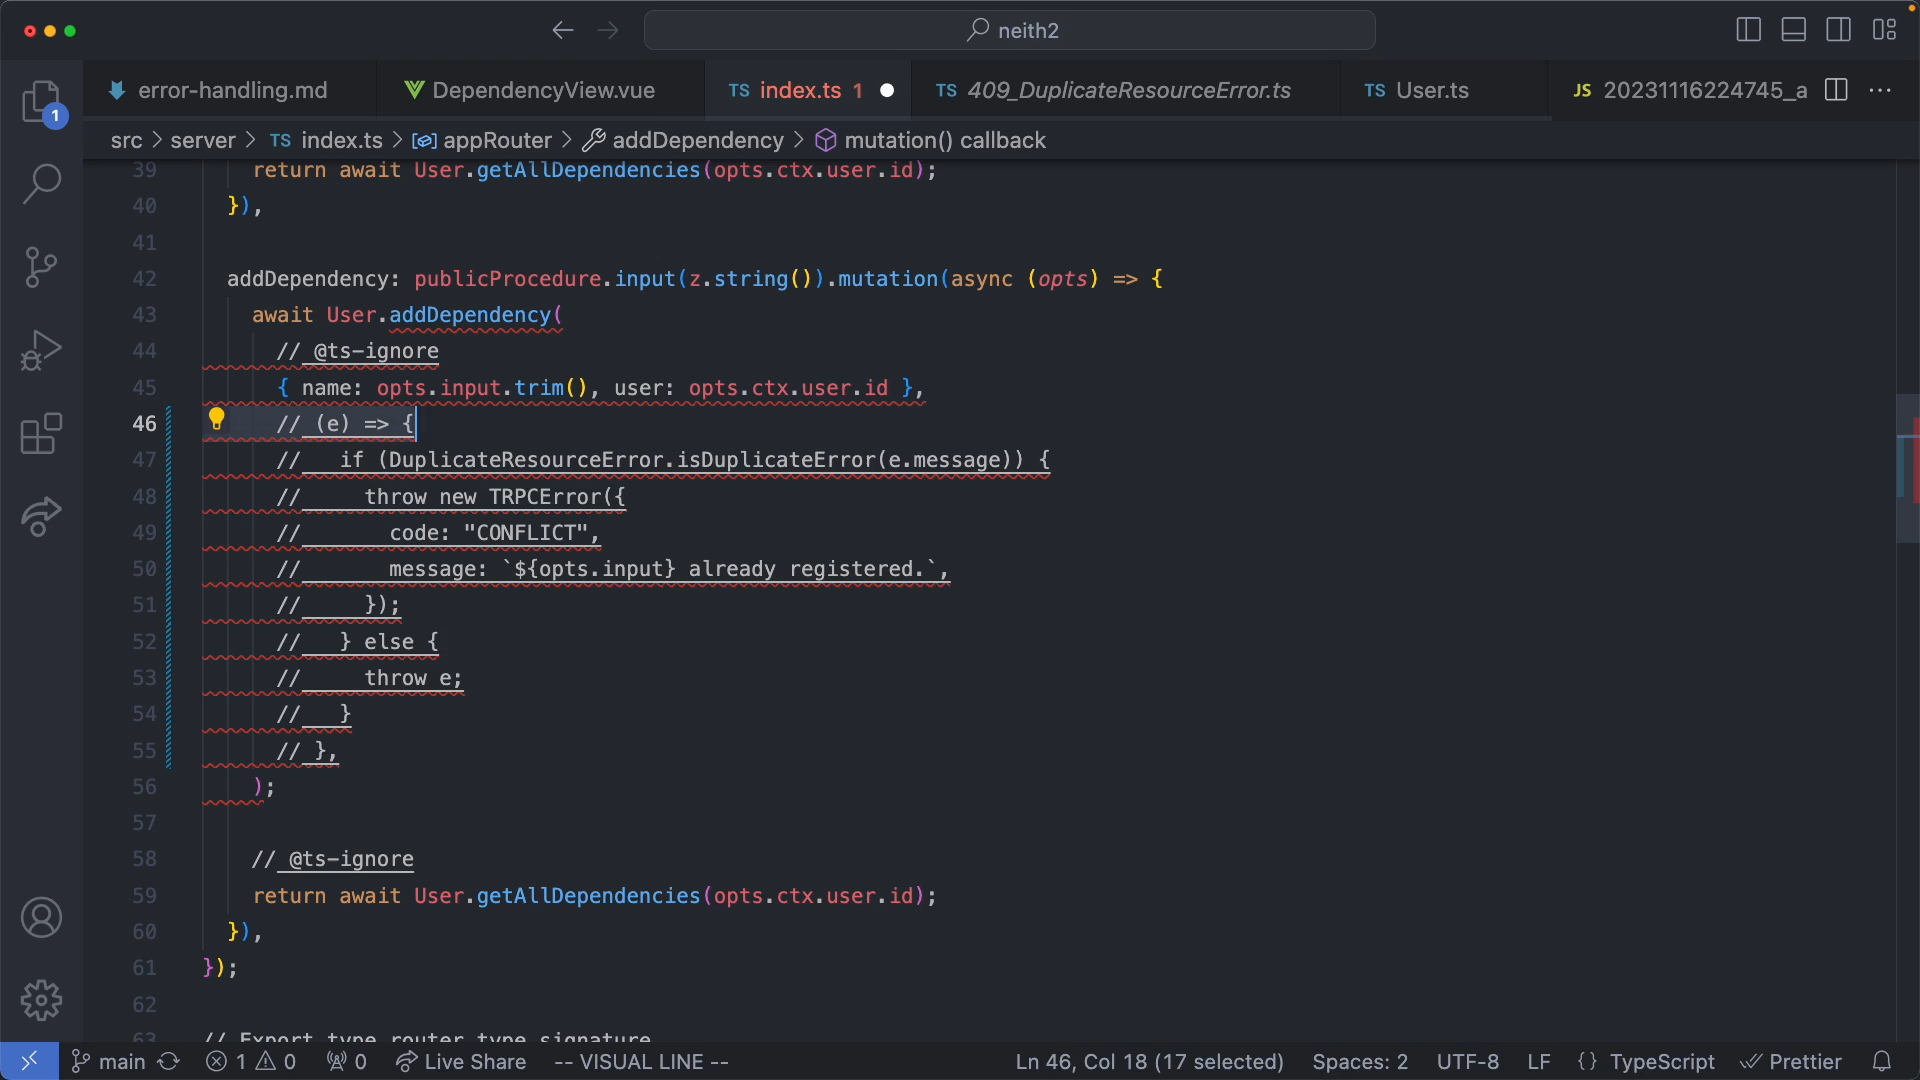 neith2
error-handling.md
DependencyView.vue
TS index.ts 1
TS 409_DuplicateResourceError.ts
TS User.ts
JS 20231116224745_a
1
src > server > TS index.ts > appRouter > addDependency > mutation() callback
39 return await User.getAllDependencies(opts.ctx.user.id);
40 }),
41
42 addDependency: publicProcedure.input(z.string()).mutation(async (opts) => {
43 await User.addDependency(
44 // @ts-ignore
45 { name: opts.input.trim(), user: opts.ctx.user.id },
46 // (e) => {
47 //   if (DuplicateResourceError.isDuplicateError(e.message)) {
48 //     throw new TRPCError({
49 //       code: "CONFLICT",
50 //       message: `${opts.input} already registered.`,
51 //     });
52 //   } else {
53 //     throw e;
54 //   }
55 // },
56 );
57
58 // @ts-ignore
59 return await User.getAllDependencies(opts.ctx.user.id);
60 }),
61 });
62
63 // Export type router type signature
main 1 0 0 Live Share -- VISUAL LINE -- Ln 46, Col 18 (17 selected) Spaces: 2 UTF-8 LF {} TypeScript Prettier